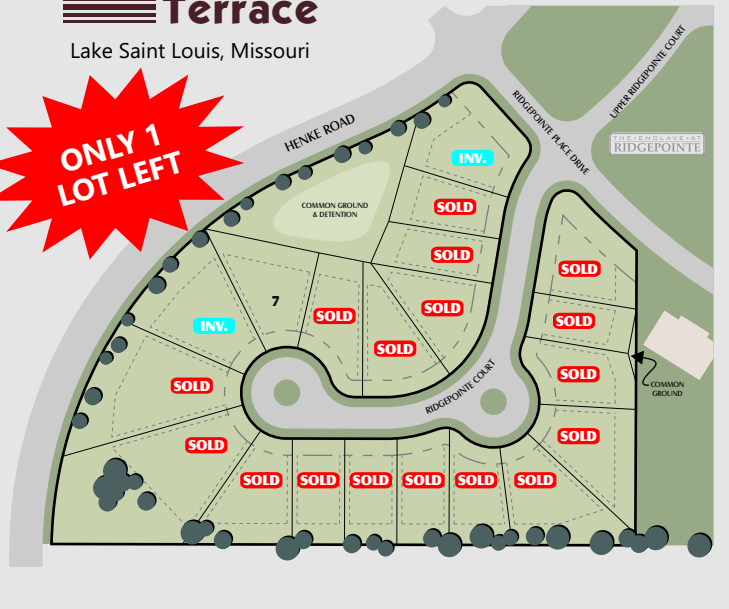 Terrace
Lake Saint Louis, Missouri
ONLY 1
LOT LEFT
HENKE ROAD
RIDGEPOINTE PLACE DRIVE
UPPER RIDGEPOINTE COURT
THE•ENCLAVE•AT
RIDGEPOINTE
COMMON GROUND
& DETENTION
INV.
SOLD
SOLD
SOLD
SOLD
SOLD
7
INV.
SOLD
SOLD
SOLD
SOLD
SOLD
SOLD
SOLD
SOLD
SOLD
SOLD
SOLD
SOLD
RIDGEPOINTE COURT
COMMON
GROUND